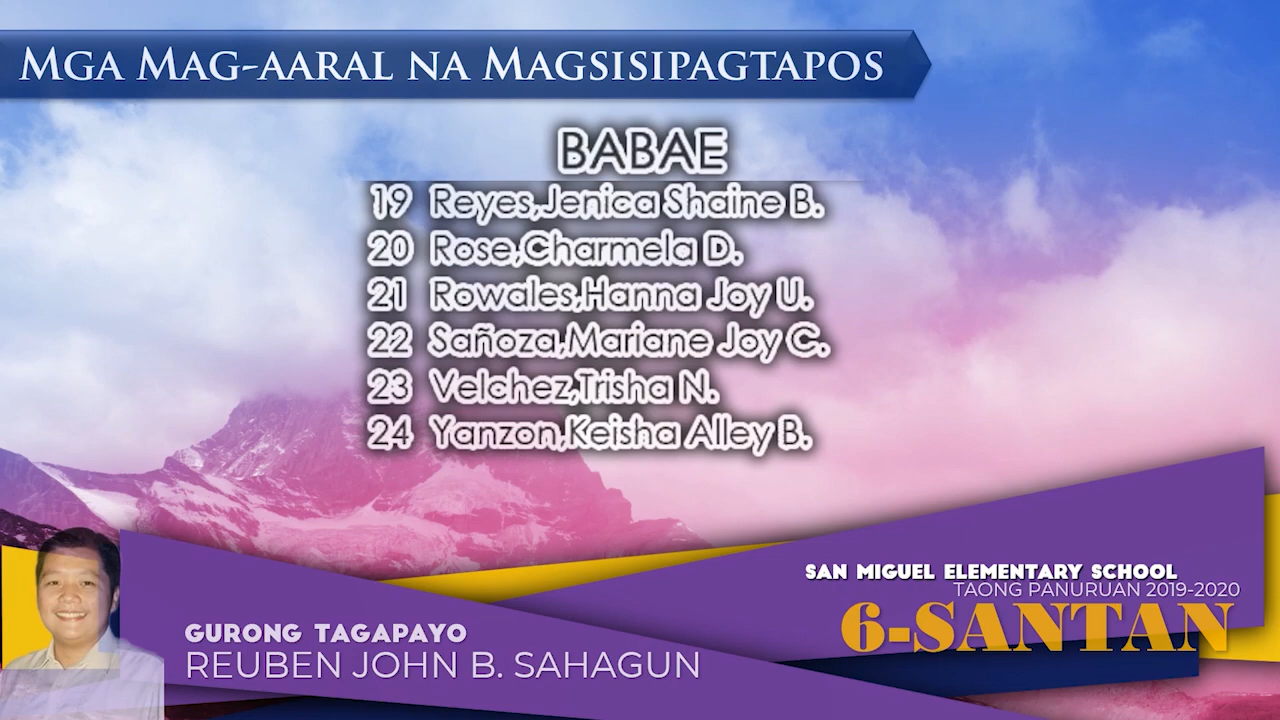 Mga Mag-aaral na Magsisipagtapos
BABAE
19 Reyes,Jenica Shaine B.
20 Rose,Charmela D.
21 Rowales,Hanna Joy U.
22 Sañoza,Mariane Joy C.
23 Velchez,Trisha N.
24 Yanzon,Keisha Alley B.
SAN MIGUEL ELEMENTARY SCHOOL
TAONG PANURUAN 2019-2020
6-SANTAN
GURONG TAGAPAYO
REUBEN JOHN B. SAHAGUN